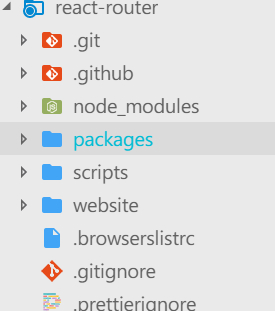 react-router
.git
.github
node_modules
packages
scripts
website
.browserslistrc
.gitignore
.prettierignore